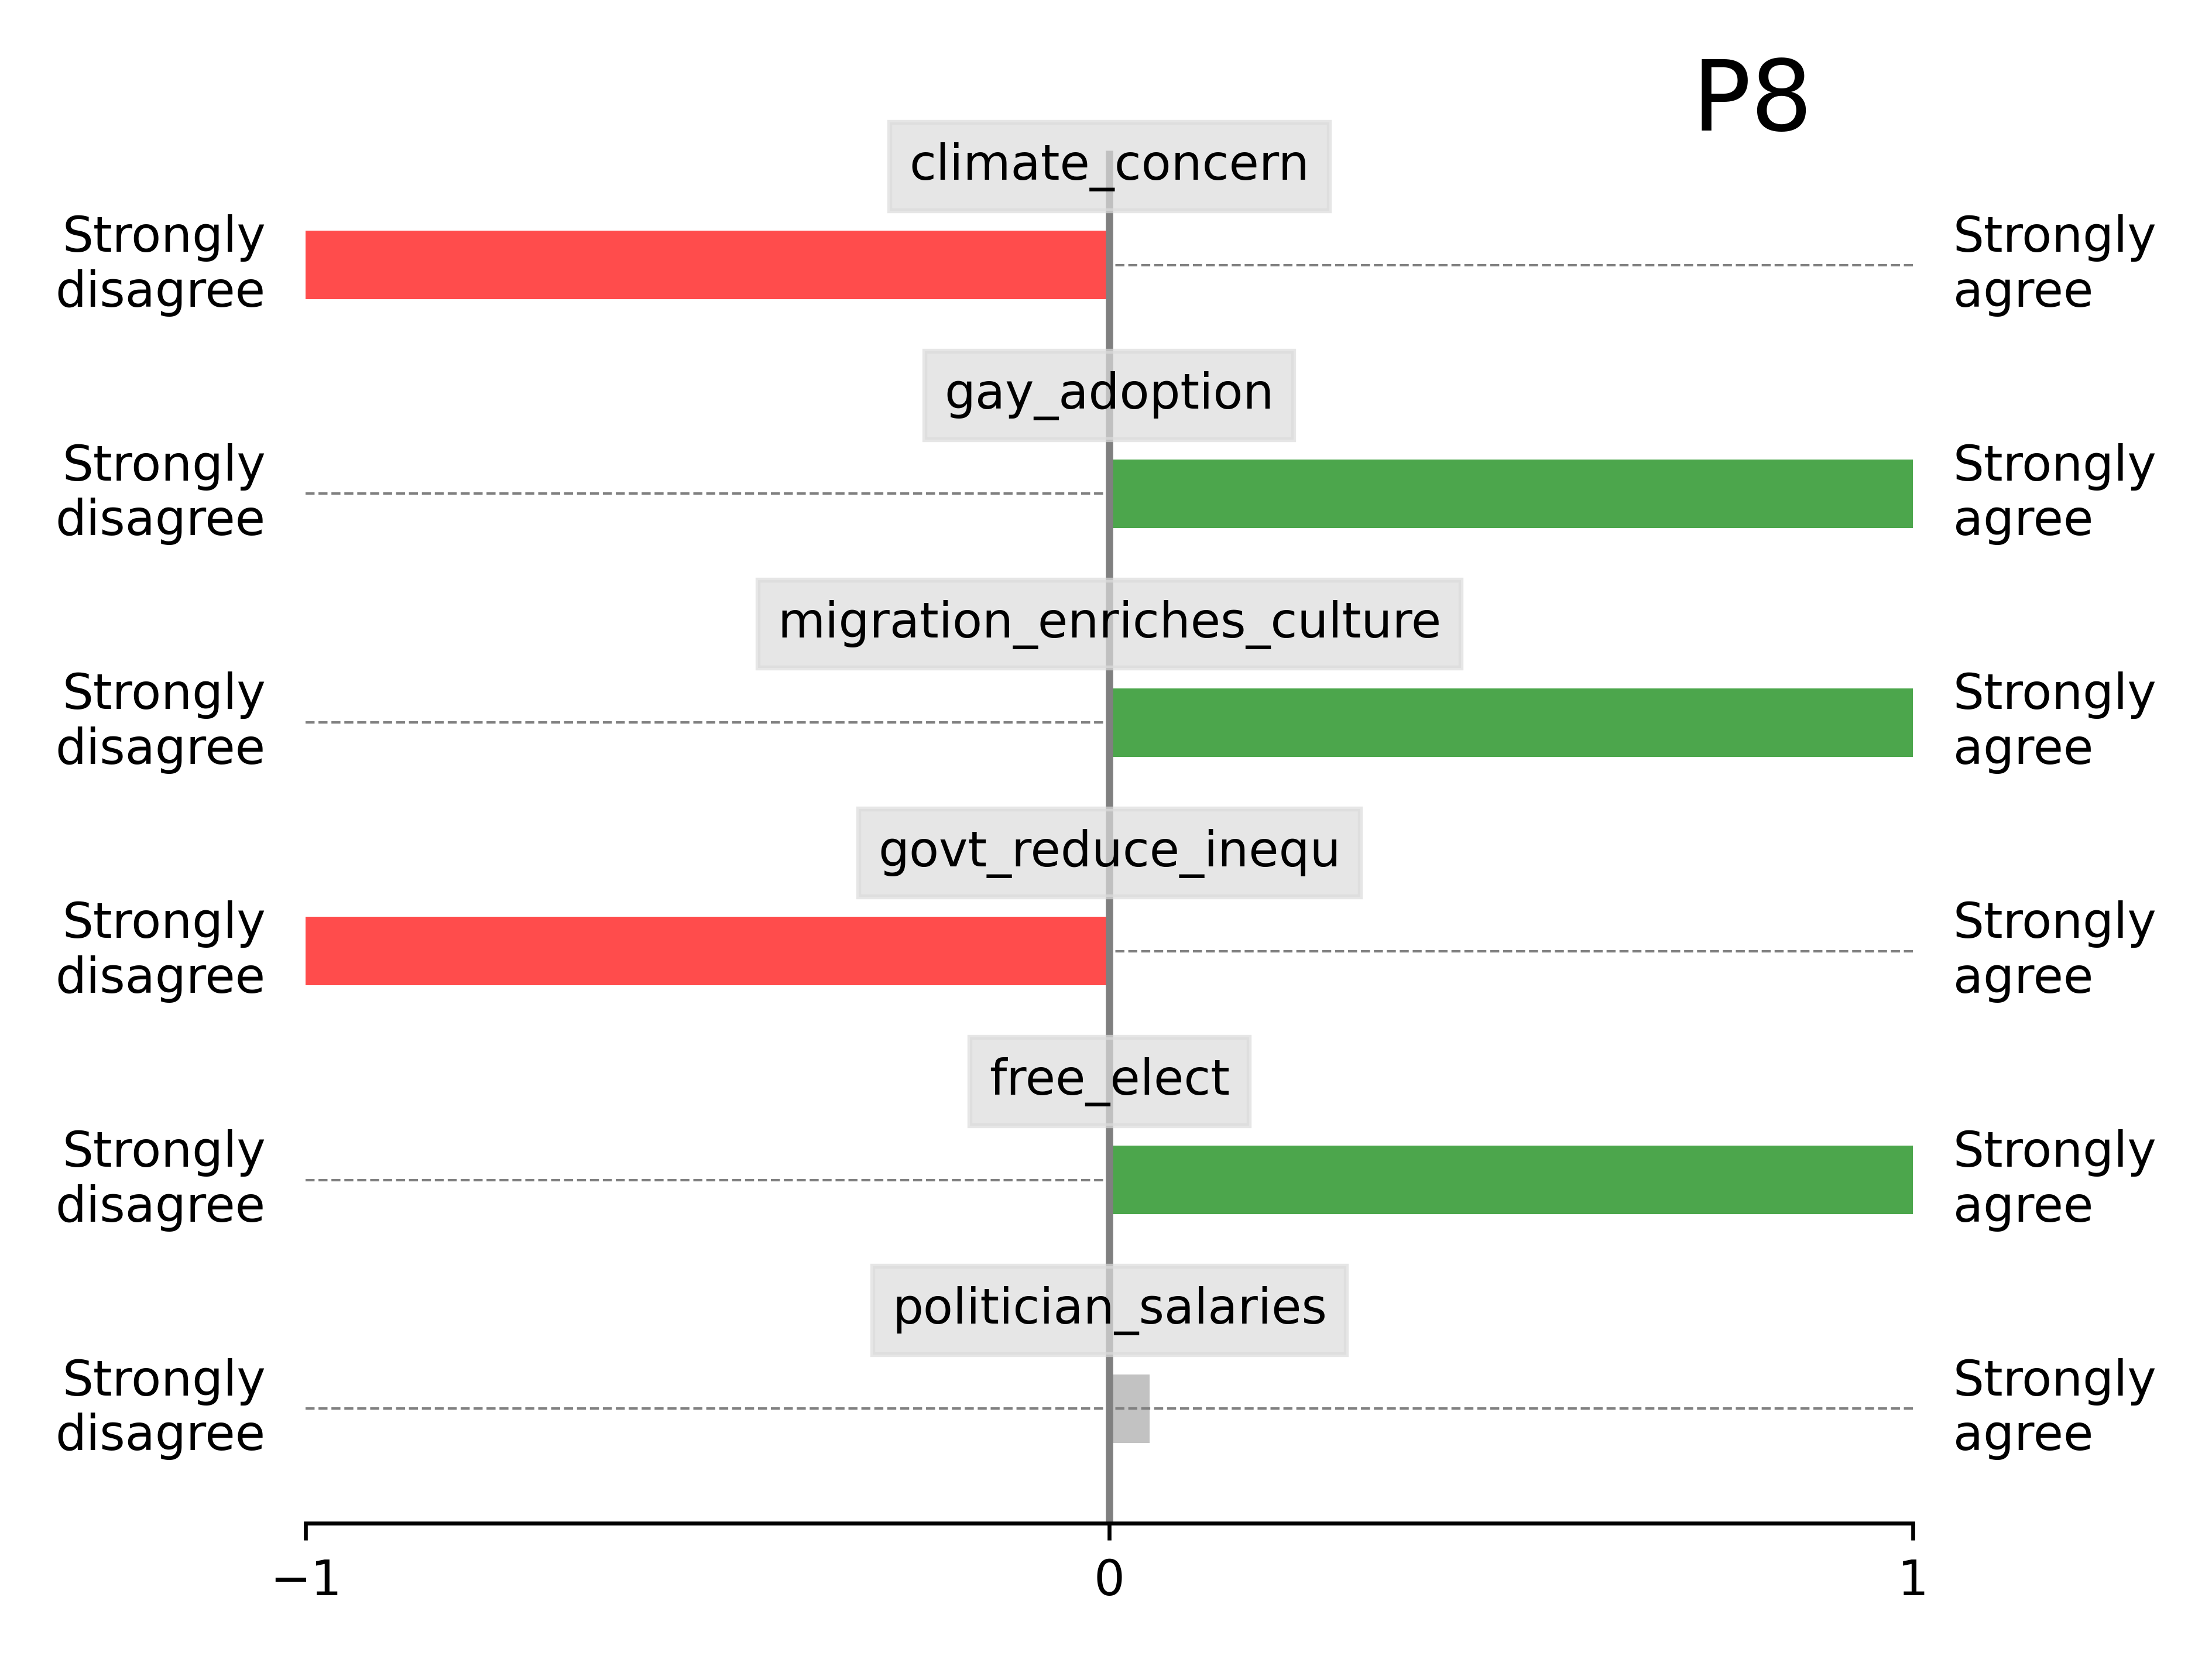 P8
climate_concern
Strongly
disagree
Strongly
agree
gay_adoption
Strongly
disagree
Strongly
agree
migration_enriches_culture
Strongly
disagree
Strongly
agree
govt_reduce_inequ
Strongly
disagree
Strongly
agree
free_elect
Strongly
disagree
Strongly
agree
politician_salaries
Strongly
disagree
Strongly
agree
−1 0 1